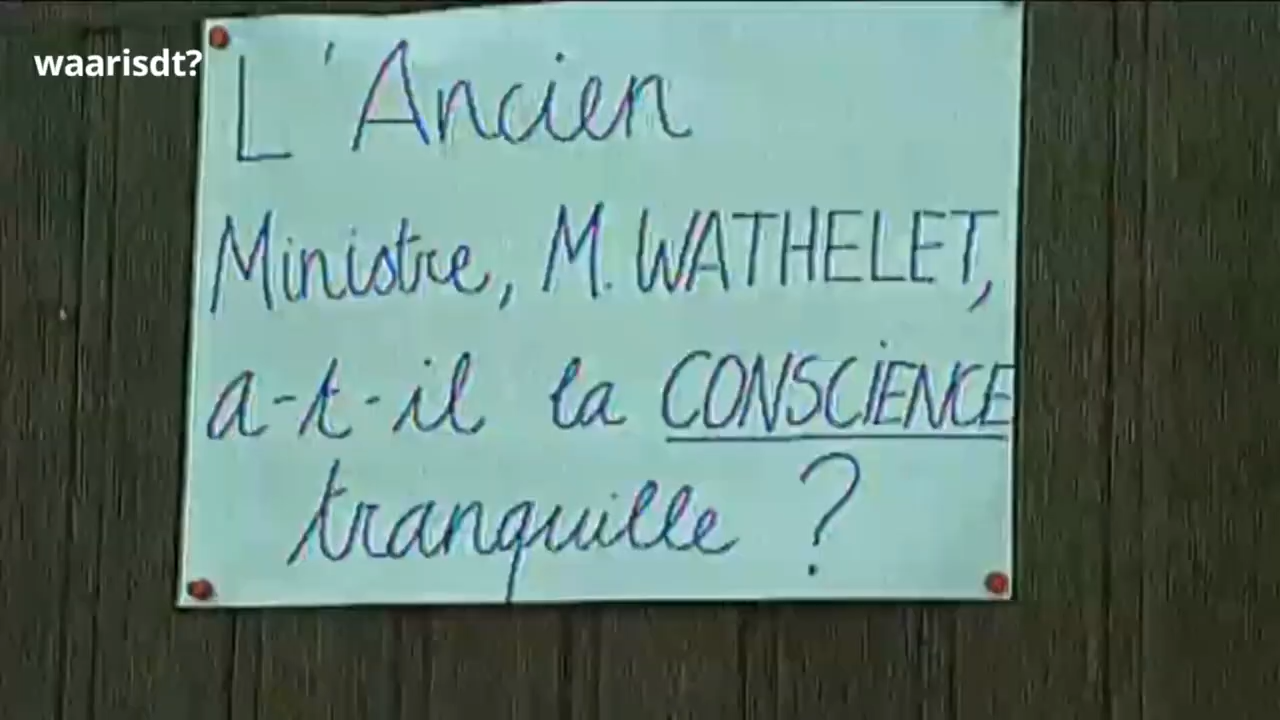 waarisdt?
L'Ancien
Ministre, M. WATHELET,
a-t-il la CONSCIENCE
tranquille ?